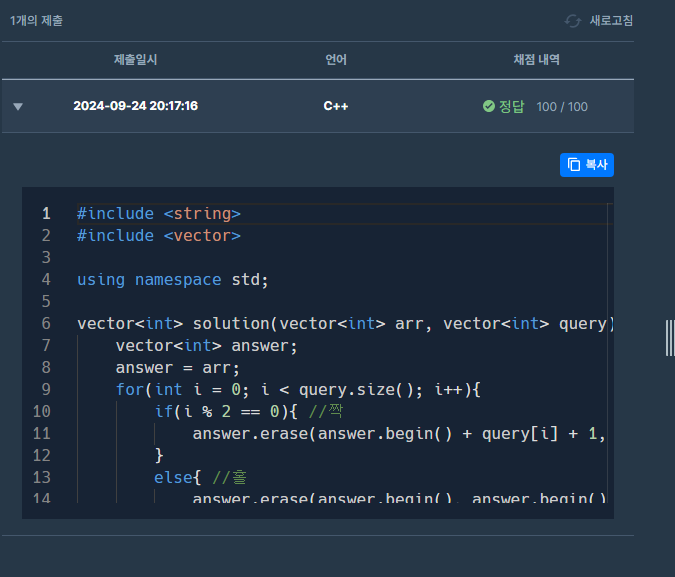 1개의 제출 새로고침
제출일시 언어 채점 내역
2024-09-24 20:17:16 C++ 정답 100 / 100
복사
1 #include <string>
2 #include <vector>
3
4 using namespace std;
5
6 vector<int> solution(vector<int> arr, vector<int> query)
7 vector<int> answer;
8 answer = arr;
9 for(int i = 0; i < query.size(); i++){
10 if(i % 2 == 0){ //짝
11 answer.erase(answer.begin() + query[i] + 1,
12 }
13 else{ //홀
14 answer.erase(answer.begin(), answer.begin()